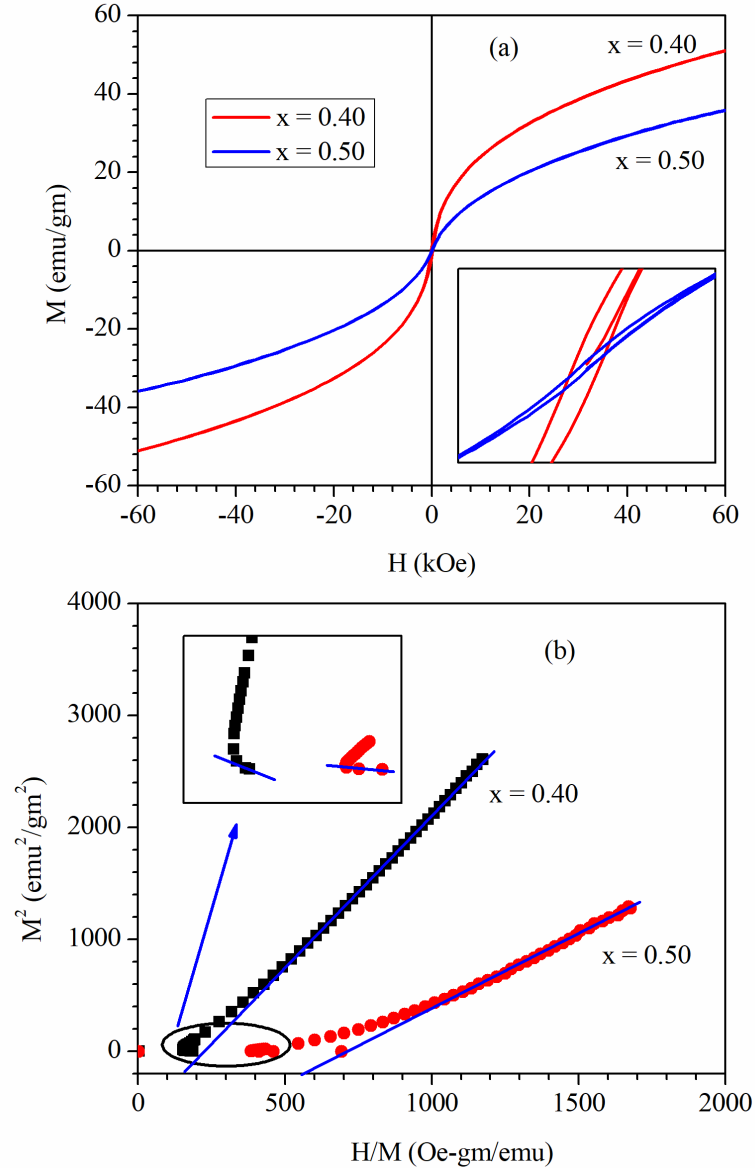 60
40
20
0
-20
-40
-60
M (emu/gm)
(a)
x = 0.40
x = 0.40
x = 0.50
x = 0.50
-60 -40 -20 0 20 40 60
H (kOe)
4000
3000
2000
1000
0
M² (emu²/gm²)
(b)
x = 0.40
x = 0.50
0 500 1000 1500 2000
H/M (Oe-gm/emu)